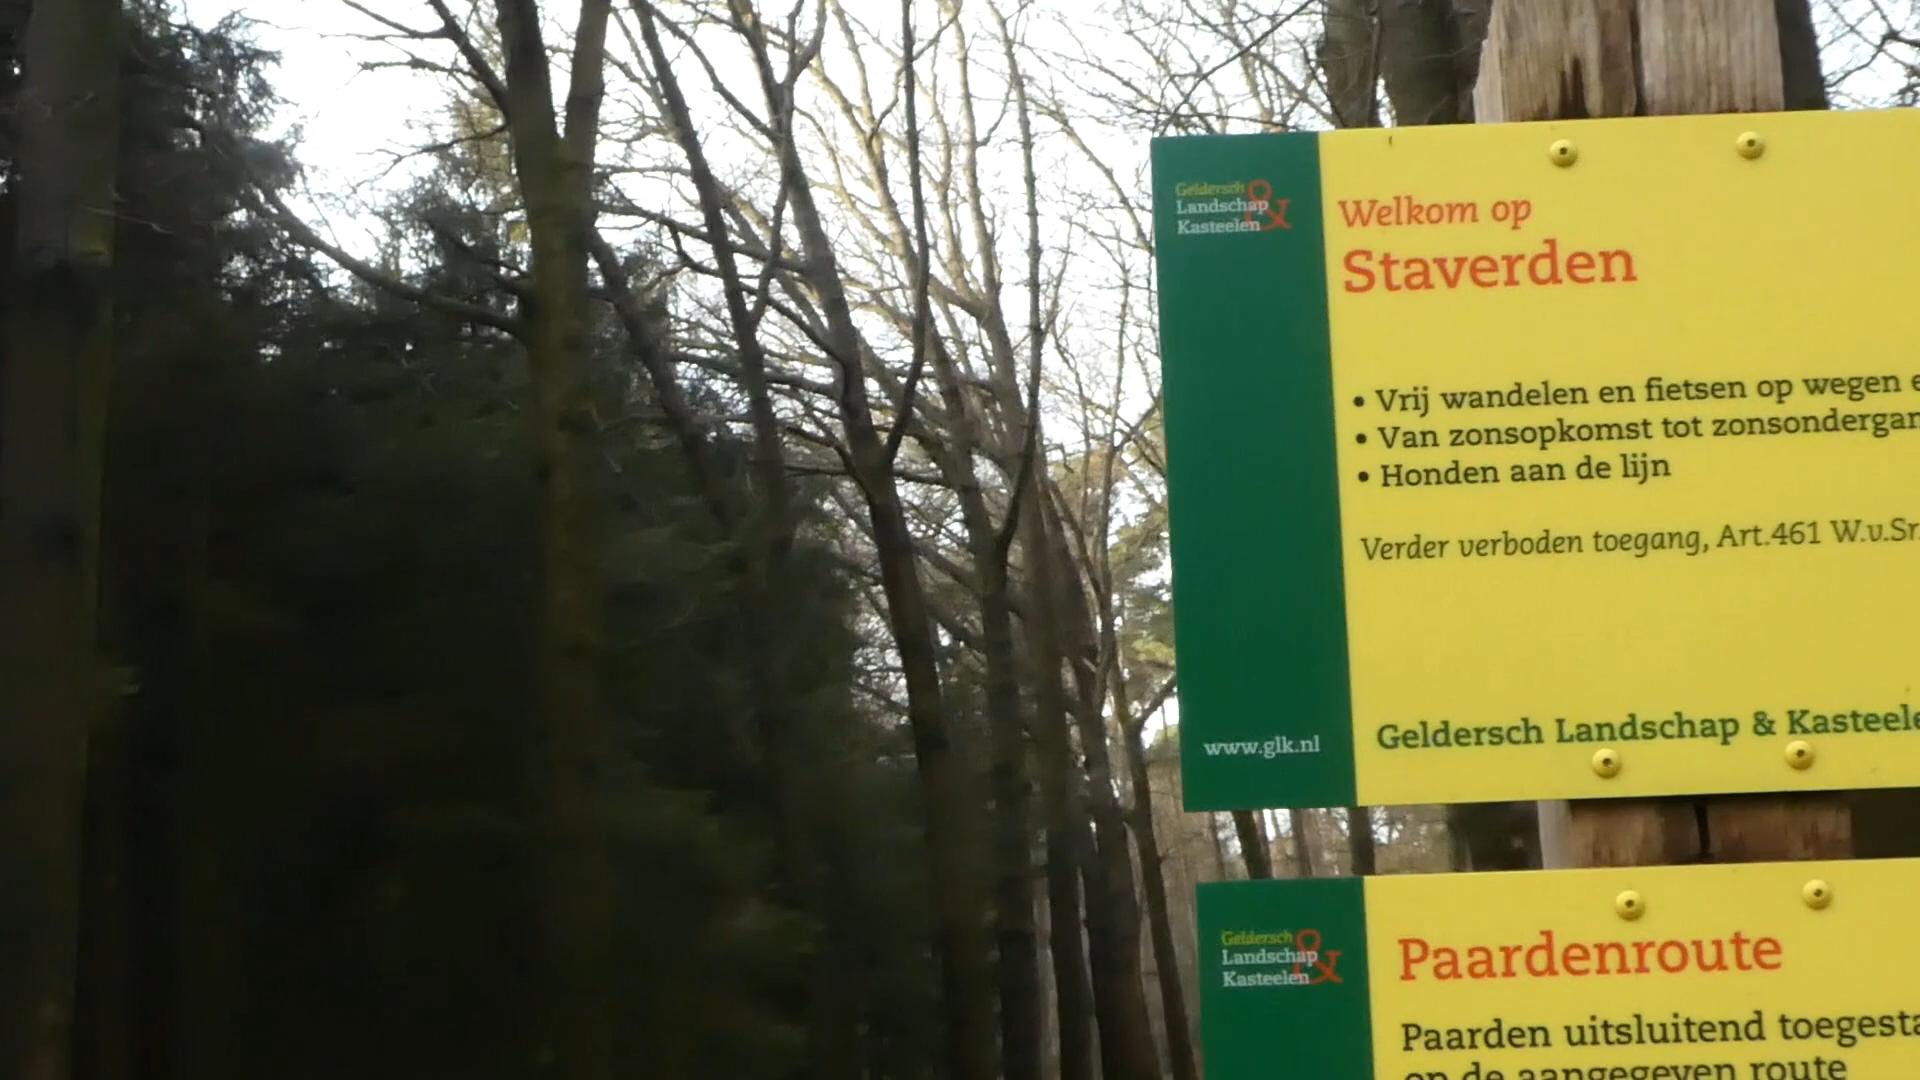 Geldersch
Landschap &
Kasteelen
Welkom op
Staverden
• Vrij wandelen en fietsen op wegen
• Van zonsopkomst tot zonsondergan
• Honden aan de lijn
Verder verboden toegang, Art.461 W.v.Sr.
www.glk.nl
Geldersch Landschap & Kasteele
Geldersch
Landschap &
Kasteelen
Paardenroute
Paarden uitsluitend toegesta
op de aangegeven route